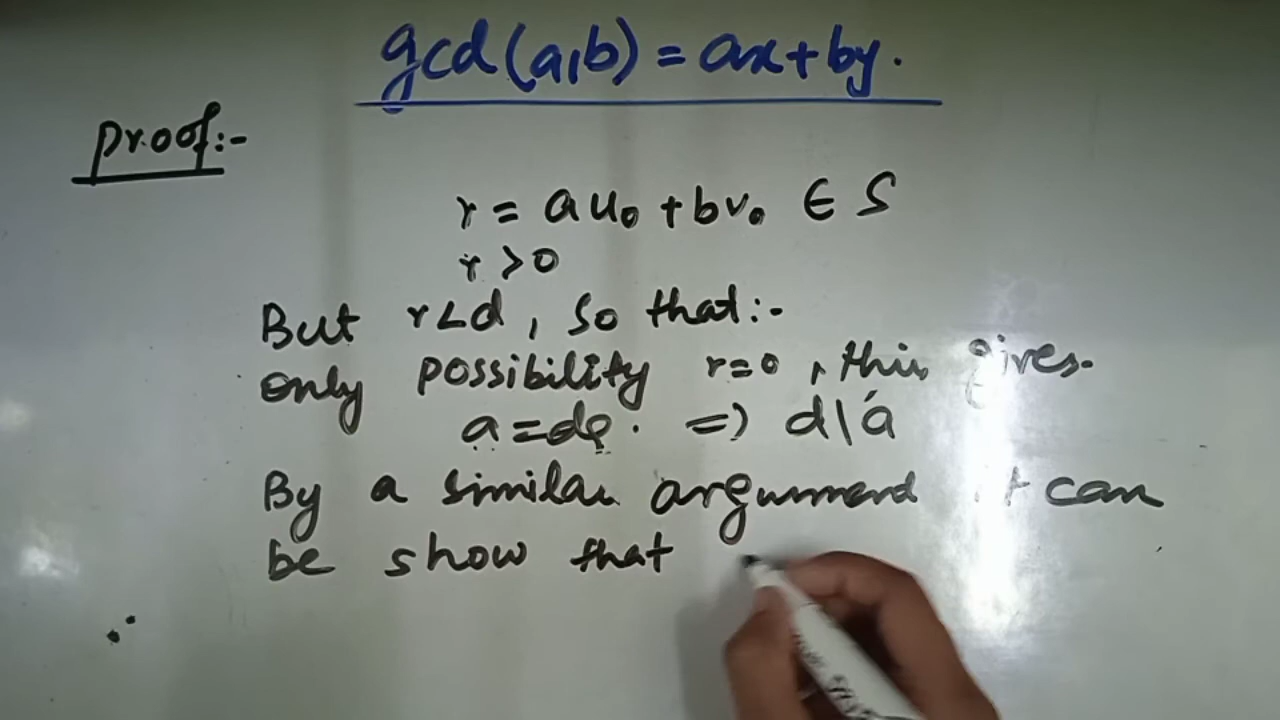 gcd(a,b) = ax+by.
Proof:-
r = au₀ + bv₀ ∈ S
r > 0
But r<d, so that:-
only possibility r=0, this gives.
a=dq. => d|a
By a similar argument it can
be show that